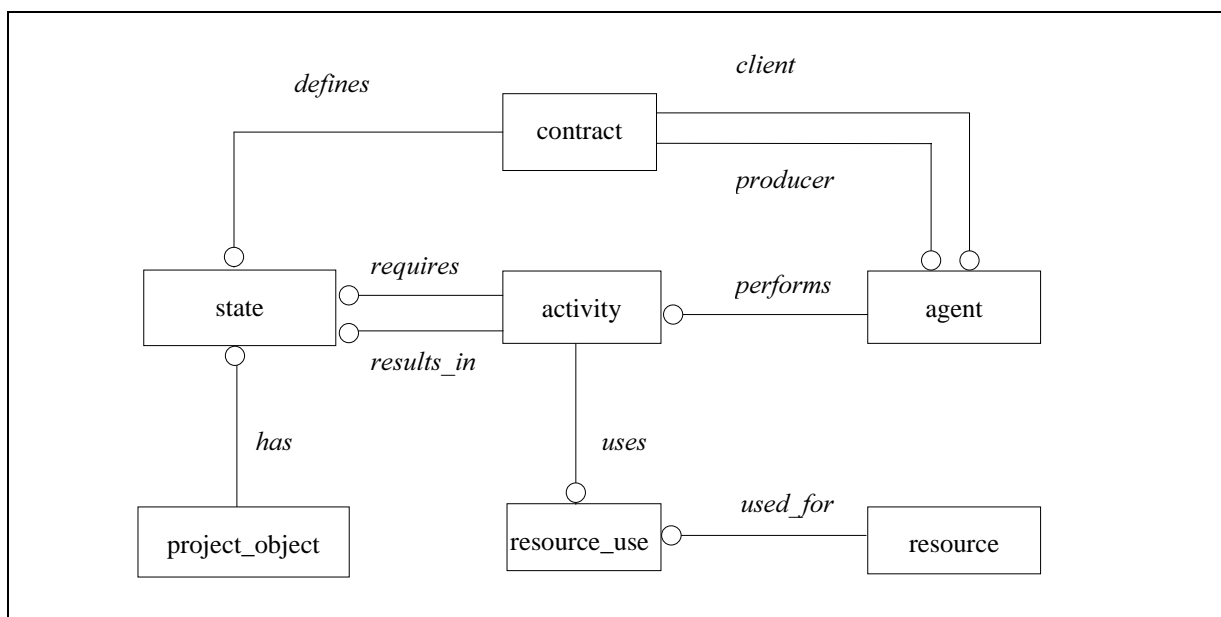 client
defines
contract
producer
requires
performs
state
activity
agent
results_in
has
uses
used_for
project_object
resource_use
resource